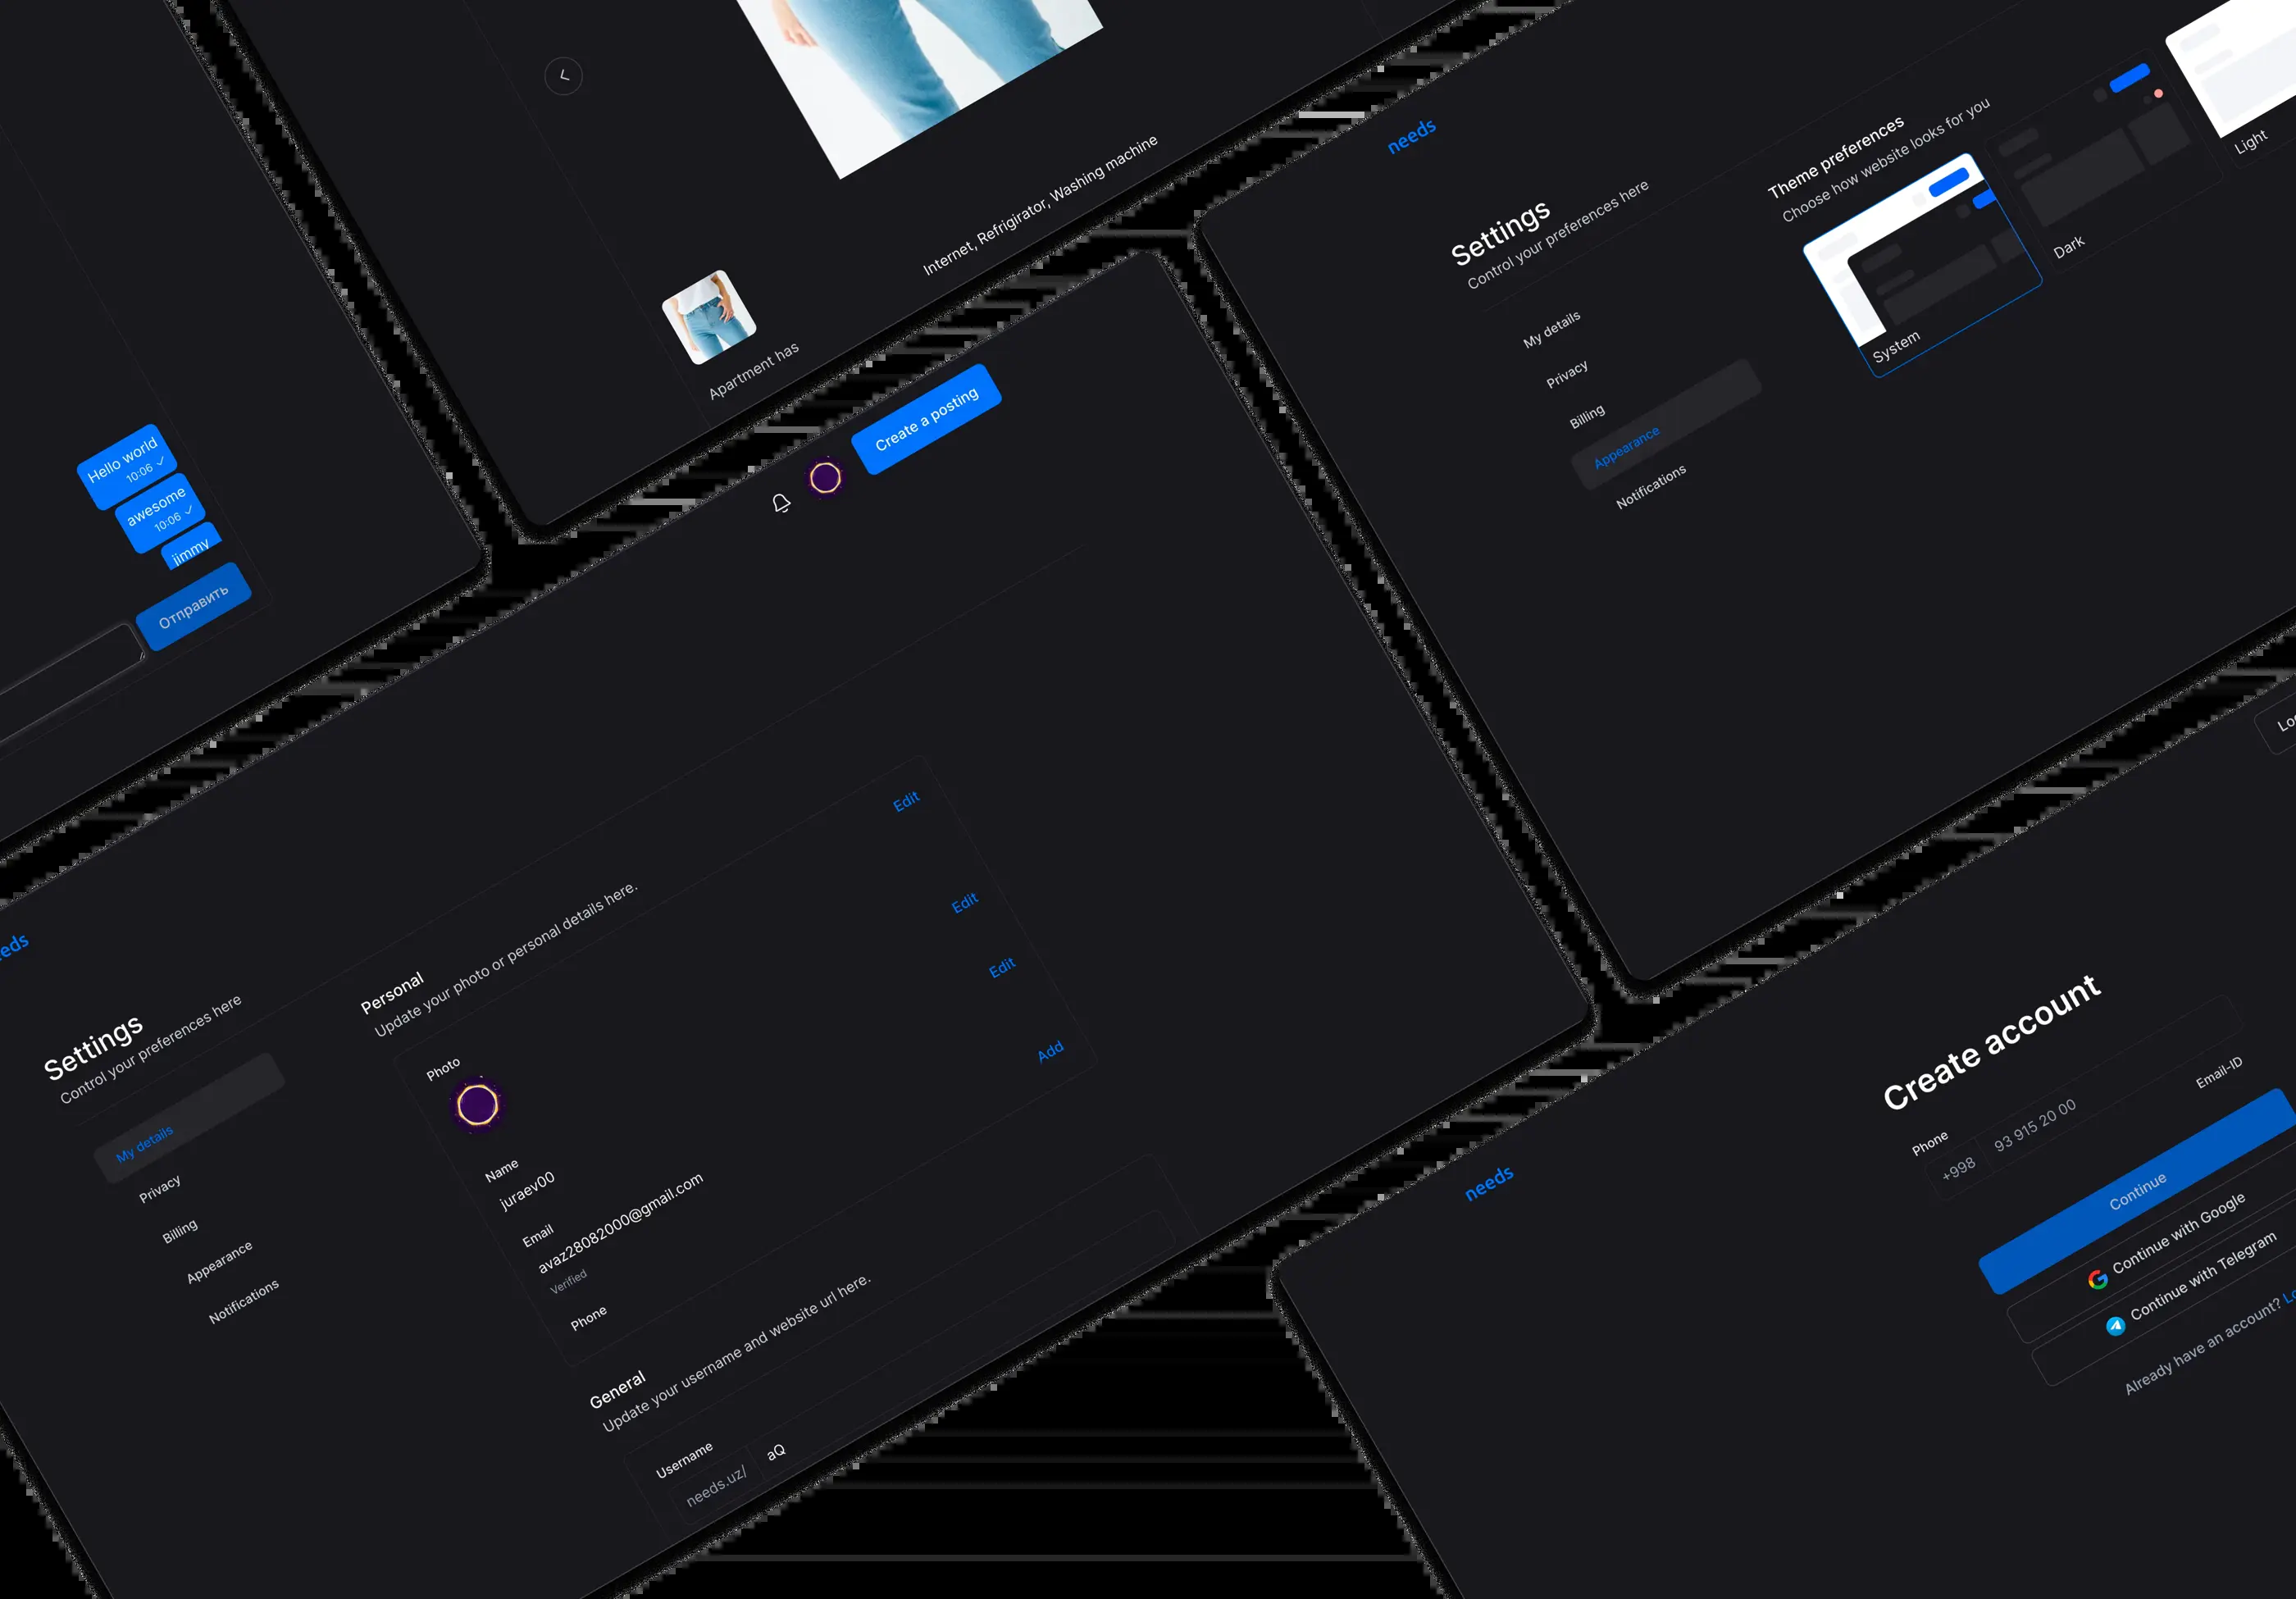 Hello world
10:06
awesome
10:06
jimmy
Отправить
Apartment has
Internet, Refrigirator, Washing machine
needs
Settings
Control your preferences here
My details
Privacy
Billing
Appearance
Notifications
Theme preferences
Choose how website looks for you
System
Dark
Light
Create a posting
eeds
Settings
Control your preferences here
My details
Privacy
Billing
Appearance
Notifications
Personal
Update your photo or personal details here.
Photo
Edit
Name
juraev00
Edit
Email
avaz28082000@gmail.com
Verified
Edit
Phone
Add
General
Update your username and website url here.
Username
needs.uz/ aQ
needs
Create account
Phone
Email-ID
+998 93 915 20 00
Continue
Continue with Google
Continue with Telegram
Already have an account?